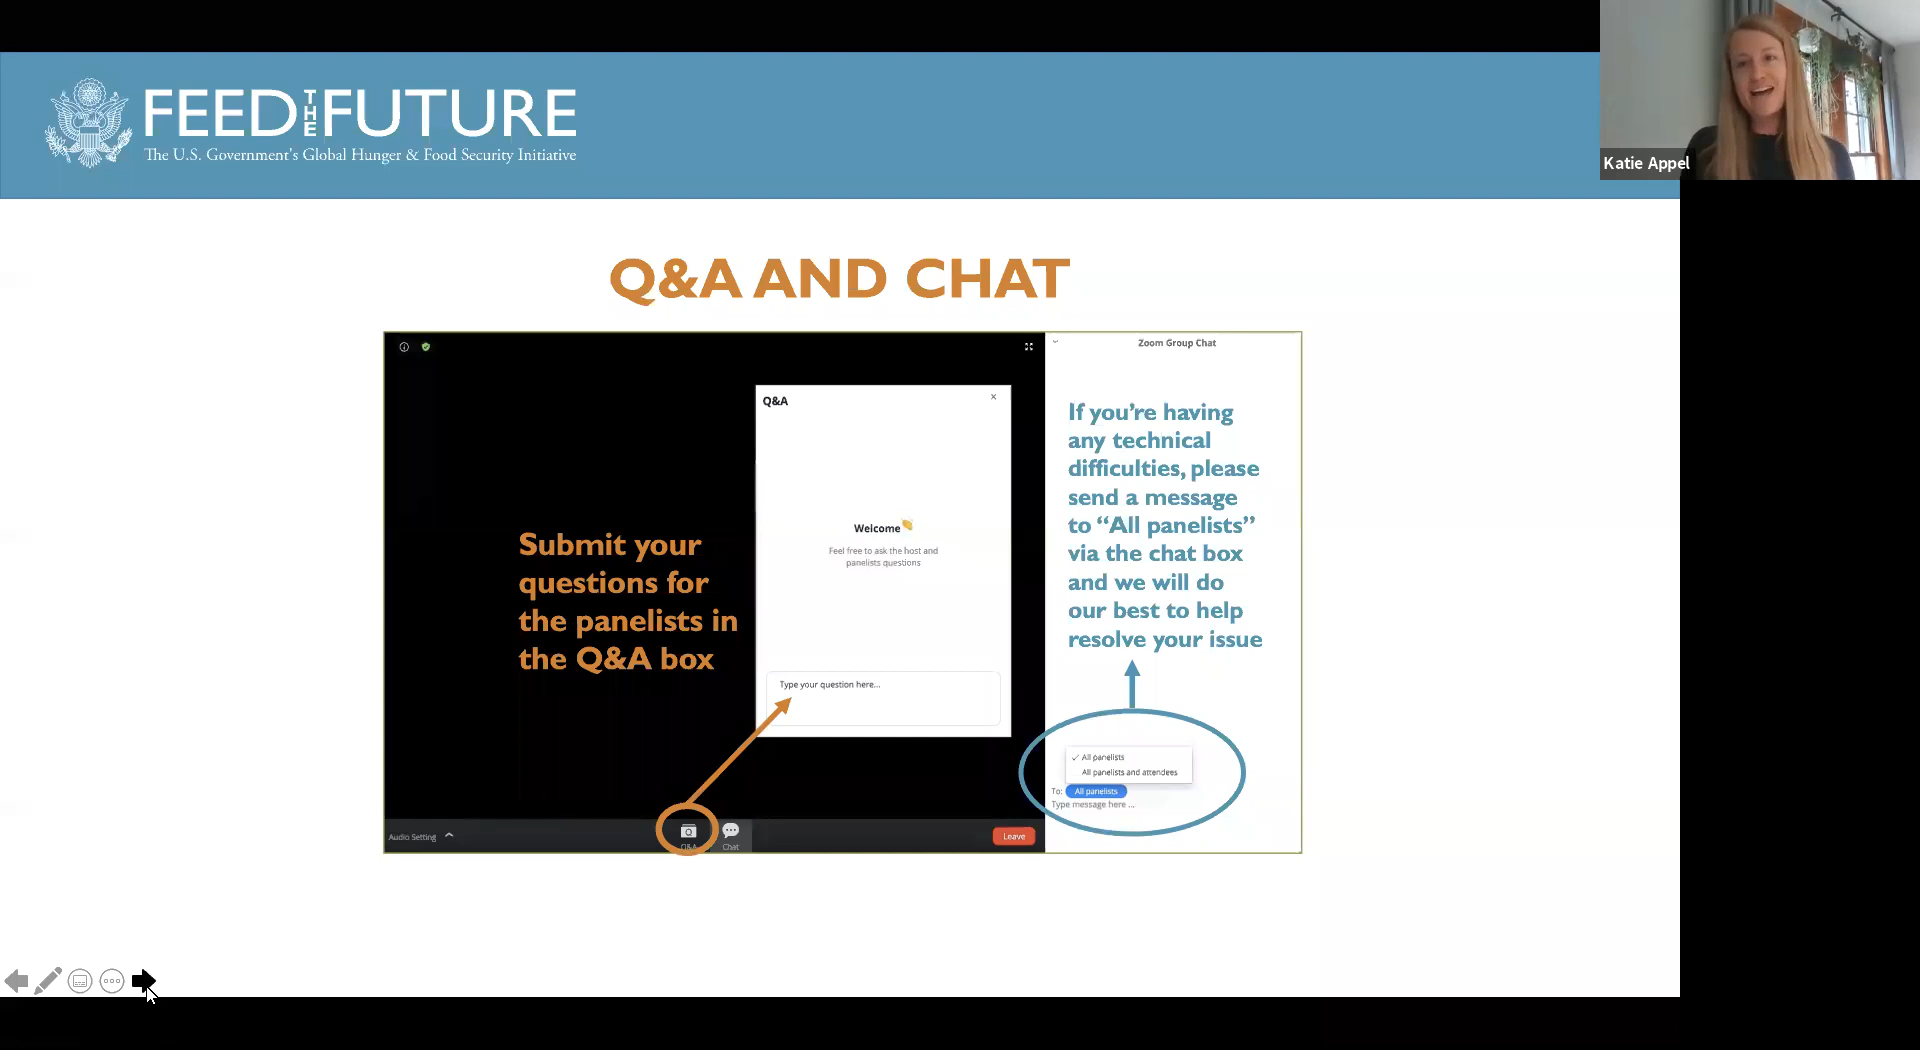 FEED THE FUTURE
The U.S. Government's Global Hunger & Food Security Initiative
Katie Appel
Q&A AND CHAT
Zoom Group Chat
Q&A
If you're having
any technical
difficulties, please
send a message
to “All panelists”
via the chat box
and we will do
our best to help
resolve your issue
Welcome
Feel free to ask the host and
panelists questions
Submit your
questions for
the panelists in
the Q&A box
Type your question here...
All panelists
All panelists and attendees
To: All panelists
Type message here ...
Audio Setting
Q
Q&A
Chat
Leave